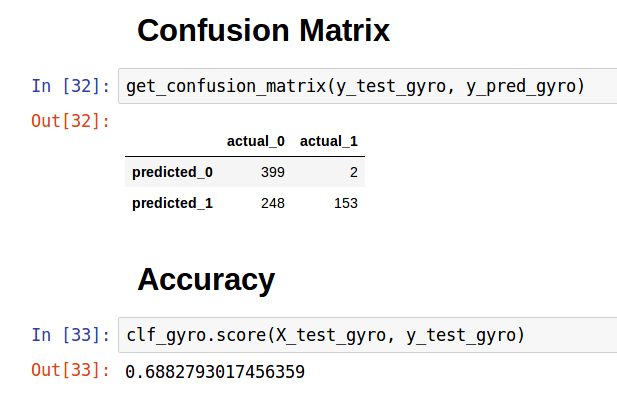 Confusion Matrix
In [32]: get_confusion_matrix(y_test_gyro, y_pred_gyro)
Out[32]:
actual_0 actual_1
predicted_0 399 2
predicted_1 248 153
Accuracy
In [33]: clf_gyro.score(X_test_gyro, y_test_gyro)
Out[33]: 0.6882793017456359